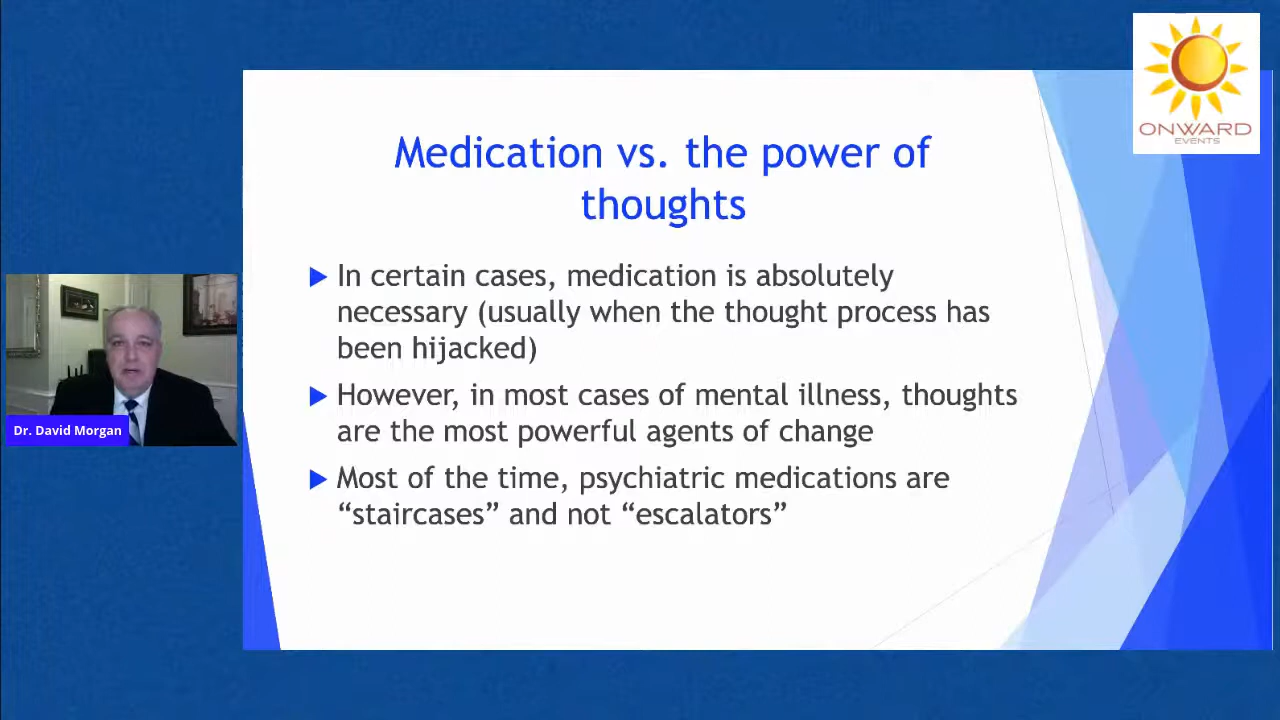 ONWARD
EVENTS
Medication vs. the power of
thoughts
In certain cases, medication is absolutely
necessary (usually when the thought process has
been hijacked)
However, in most cases of mental illness, thoughts
are the most powerful agents of change
Most of the time, psychiatric medications are
“staircases” and not “escalators”
Dr. David Morgan